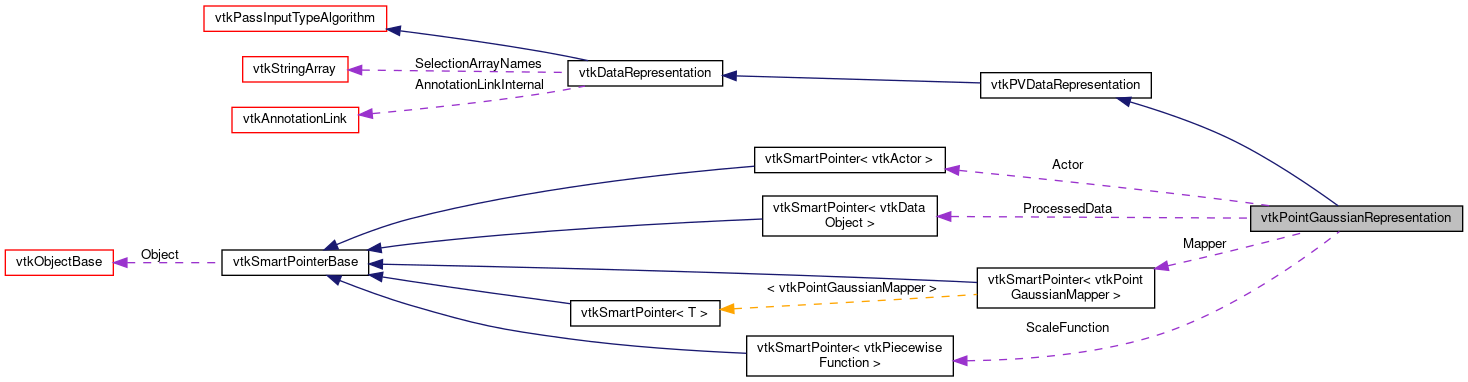 vtkPassInputTypeAlgorithm
vtkStringArray
SelectionArrayNames
vtkDataRepresentation
AnnotationLinkInternal
vtkPVDataRepresentation
vtkAnnotationLink
vtkSmartPointer< vtkActor >
Actor
vtkSmartPointer< vtkData
Object >
ProcessedData
vtkPointGaussianRepresentation
Mapper
vtkObjectBase
Object
vtkSmartPointerBase
vtkSmartPointer< vtkPoint
GaussianMapper >
< vtkPointGaussianMapper >
vtkSmartPointer< T >
ScaleFunction
vtkSmartPointer< vtkPiecewise
Function >